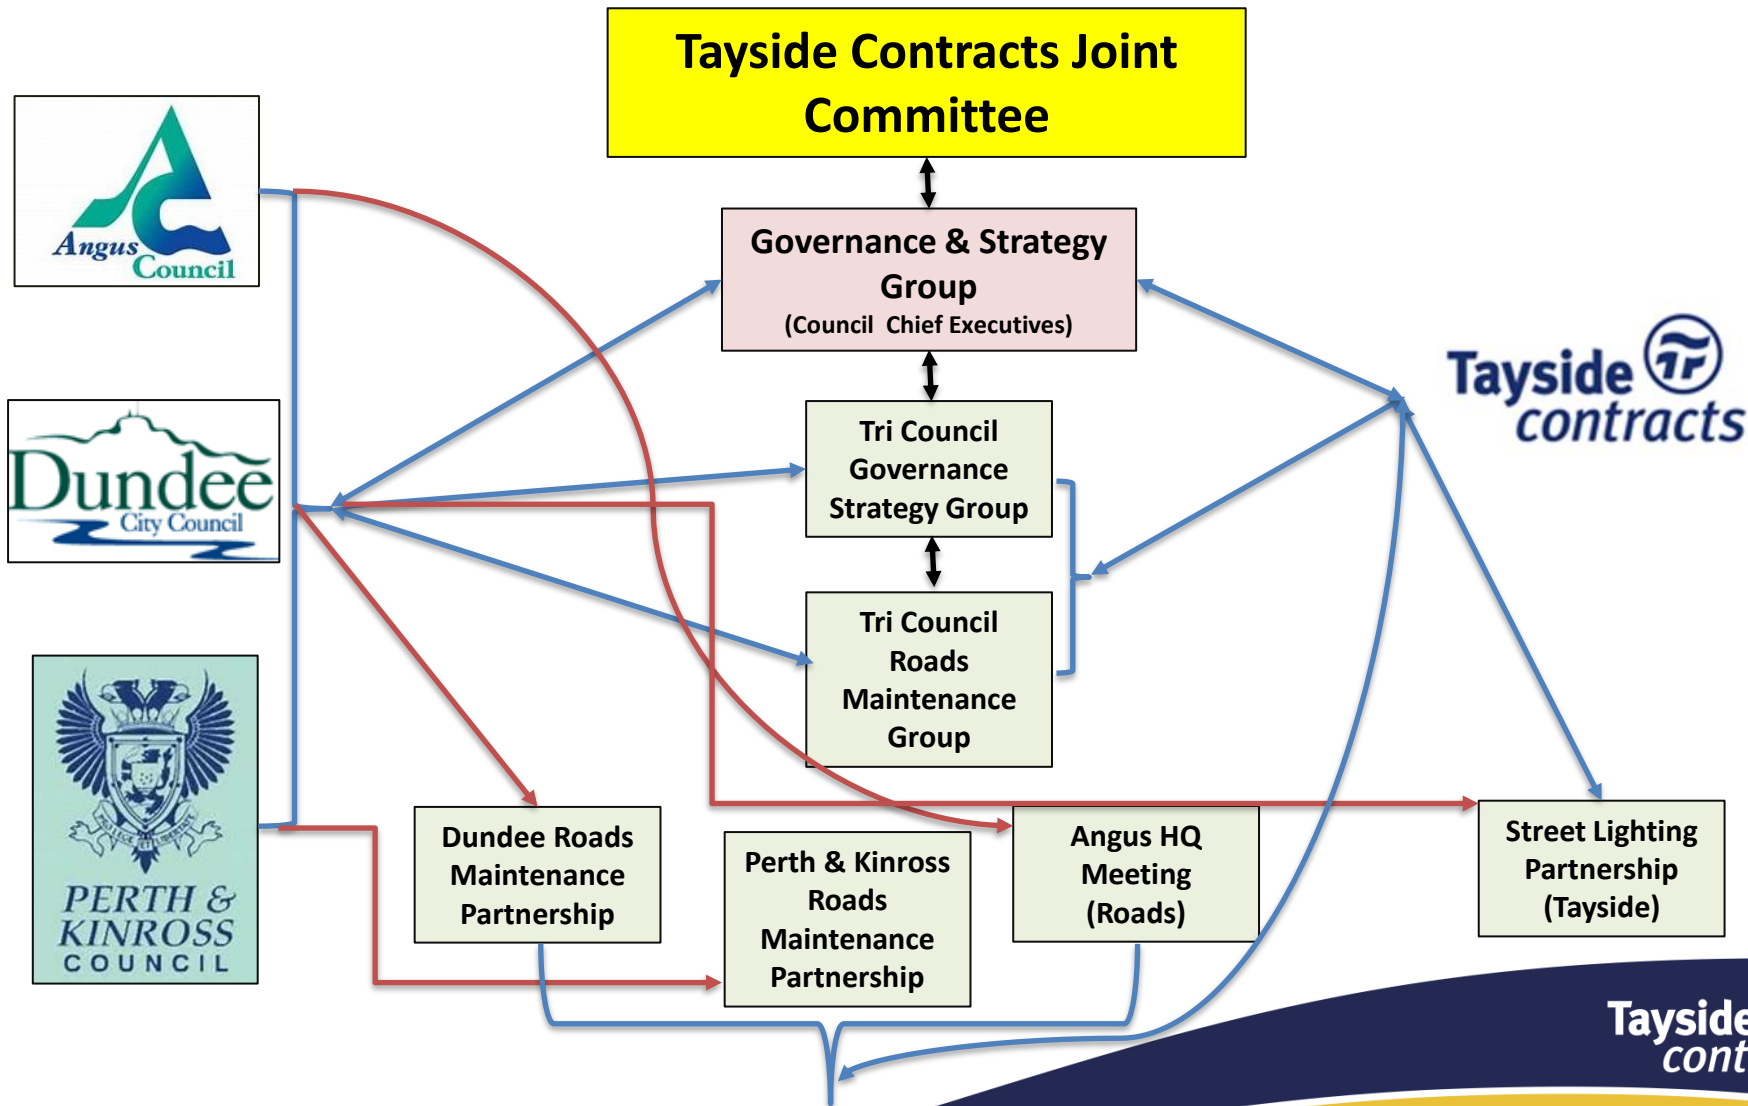 Tayside Contracts Joint
Committee
Angus
Council
Governance & Strategy
Group
(Council Chief Executives)
Tayside
contracts
Dundee
City Council
Tri Council
Governance
Strategy Group
Tri Council
Roads
Maintenance
Group
PERTH &
KINROSS
COUNCIL
Dundee Roads
Maintenance
Partnership
Perth & Kinross
Roads
Maintenance
Partnership
Angus HQ
Meeting
(Roads)
Street Lighting
Partnership
(Tayside)
Tayside
cont